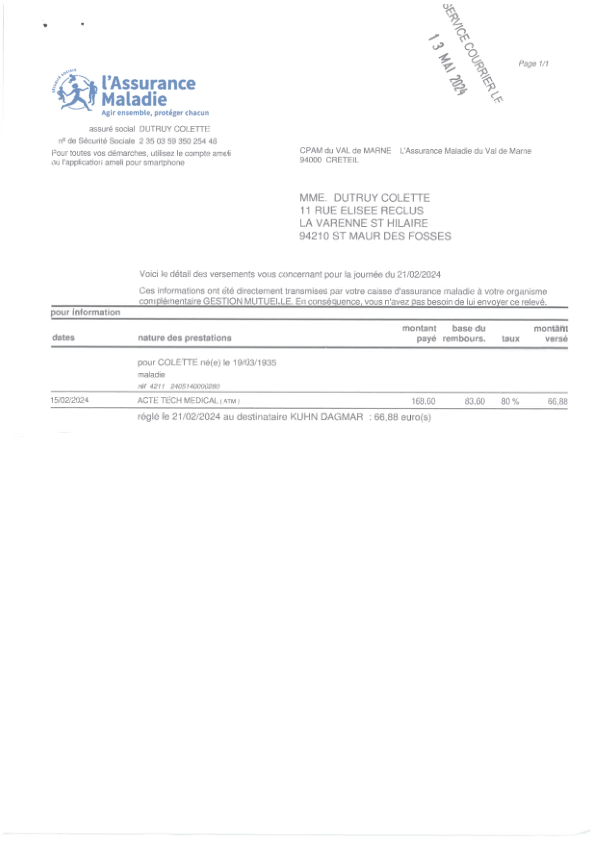 SERVICE COURRIER LE
13 MAI 2024
Page 1/1
assurance sociale
l'Assurance
Maladie
Agir ensemble, protéger chacun
assuré social DUTRUY COLETTE
n° de Sécurité Sociale 2 35 03 59 350 254 48
Pour toutes vos démarches, utilisez le compte ameli
ou l'application ameli pour smartphone
CPAM du VAL DE MARNE L'Assurance Maladie du Val de Marne
94000 CRETEIL
MME. DUTRUY COLETTE
11 RUE ELISEE RECLUS
LA VARENNE ST HILAIRE
94210 ST MAUR DES FOSSES
Voici le détail des versements vous concernant pour la journée du 21/02/2024
Ces informations ont été directement transmises par votre caisse d'assurance maladie à votre organisme
complémentaire GESTION MUTUELLE. En conséquence, vous n'avez pas besoin de lui envoyer ce relevé.
pour information
dates nature des prestations montant payé base du rembours. taux montant versé
pour COLETTE né(e) le 19/03/1935
maladie
réf 4211 2405140000280
15/02/2024 ACTE TECH MEDICAL ( ATM ) 168.60 83.60 80 % 66.88
réglé le 21/02/2024 au destinataire KUHN DAGMAR : 66,88 euro(s)